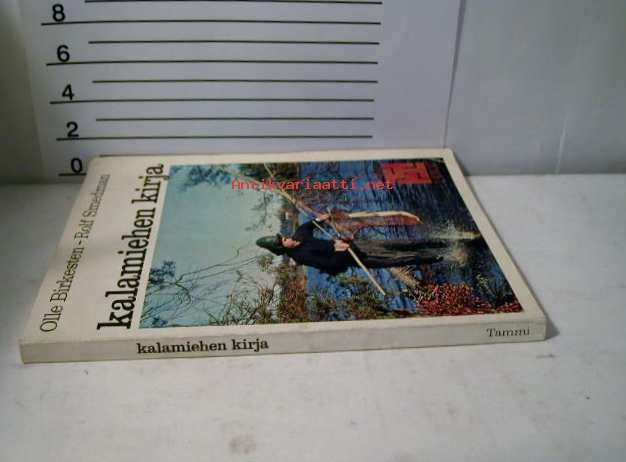 8
6
4
2
0
Olle Birkesten - Rolf Smedman
kalamiehen kirja
Antikvariaatti.net
kalamiehen kirja
Tammi